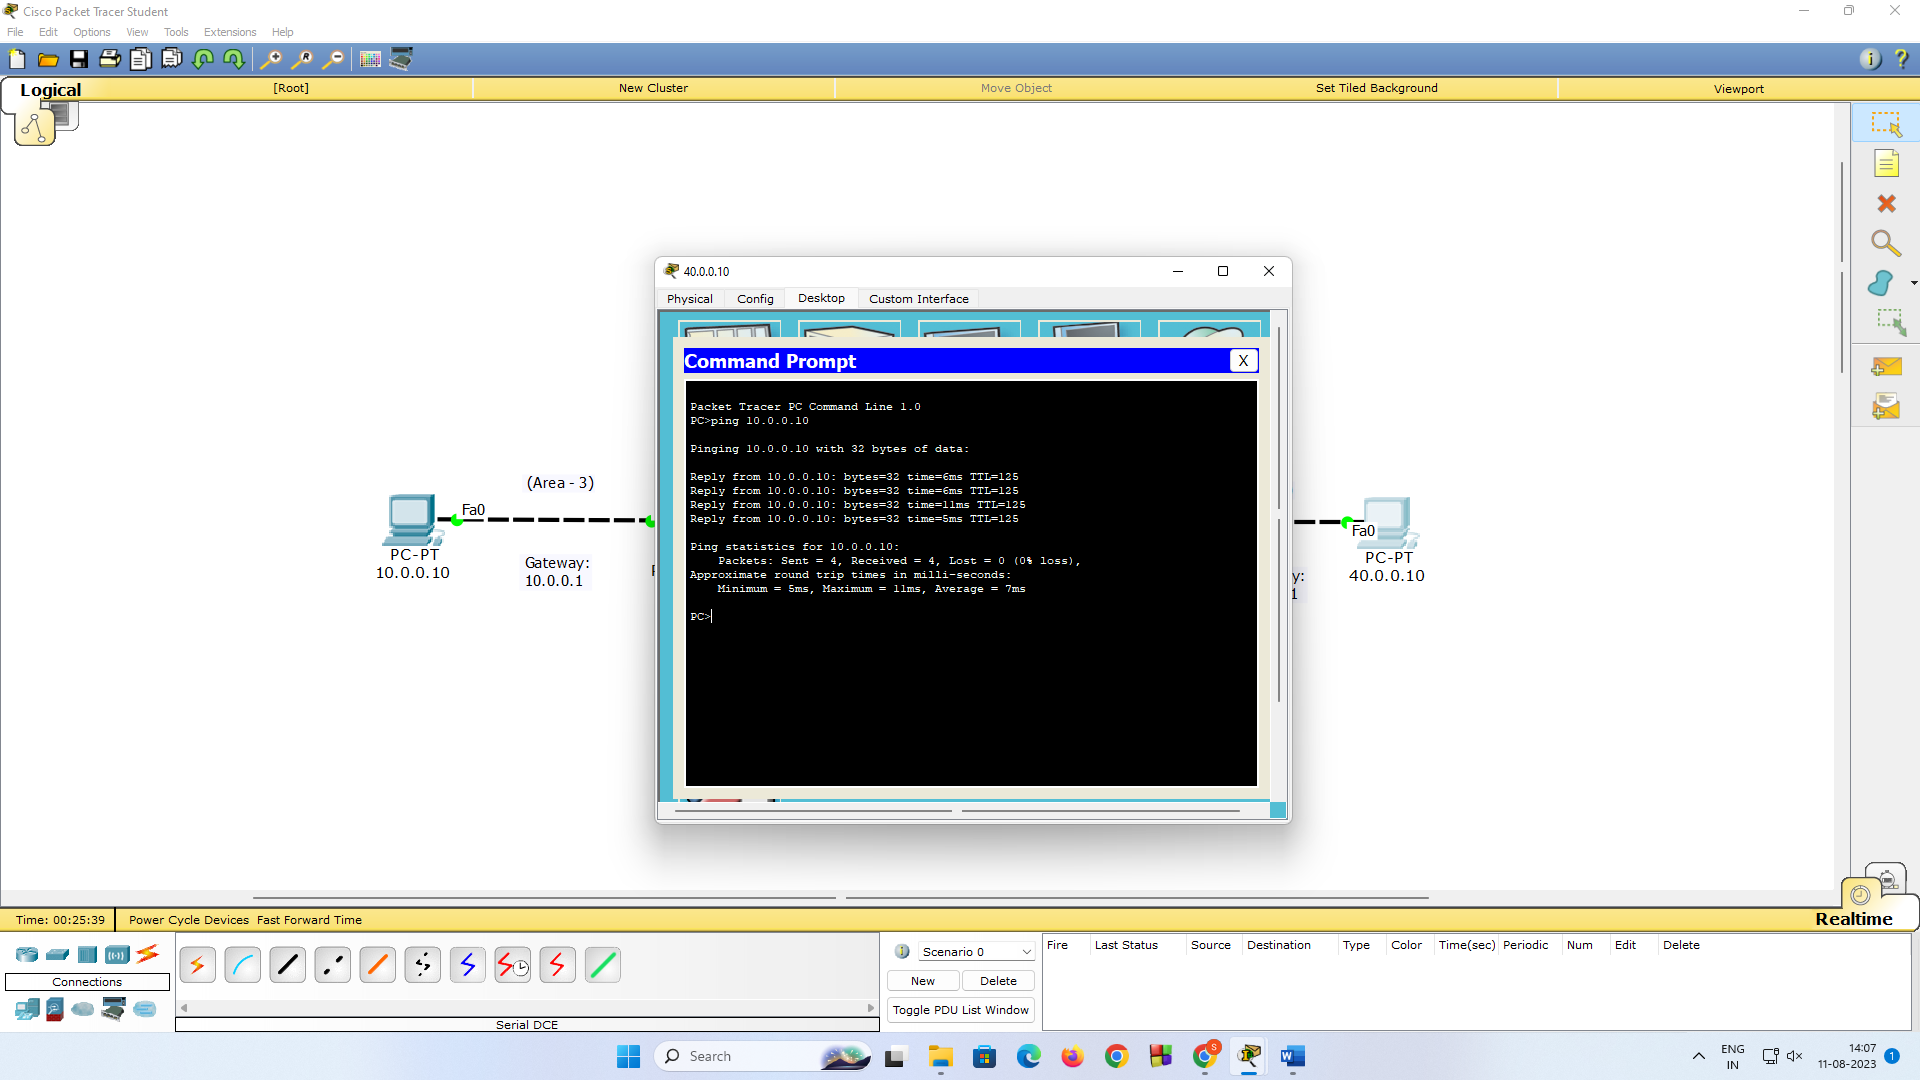 Cisco Packet Tracer Student
File Edit Options View Tools Extensions Help
Logical [Root] New Cluster Move Object Set Tiled Background Viewport
40.0.0.10
Physical Config Desktop Custom Interface
Command Prompt X
Packet Tracer PC Command Line 1.0
PC>ping 10.0.0.10
Pinging 10.0.0.10 with 32 bytes of data:
Reply from 10.0.0.10: bytes=32 time=6ms TTL=125
Reply from 10.0.0.10: bytes=32 time=6ms TTL=125
Reply from 10.0.0.10: bytes=32 time=11ms TTL=125
Reply from 10.0.0.10: bytes=32 time=5ms TTL=125
Ping statistics for 10.0.0.10:
Packets: Sent = 4, Received = 4, Lost = 0 (0% loss),
Approximate round trip times in milli-seconds:
Minimum = 5ms, Maximum = 11ms, Average = 7ms
PC>
(Area - 3)
Fa0
PC-PT
10.0.0.10
Gateway:
10.0.0.1
Fa0
PC-PT
40.0.0.10
y:
1
Time: 00:25:39 Power Cycle Devices Fast Forward Time
Realtime
Connections
Serial DCE
Scenario 0
New Delete
Toggle PDU List Window
Fire Last Status Source Destination Type Color Time(sec) Periodic Num Edit Delete
Search
ENG
IN
14:07
11-08-2023
1